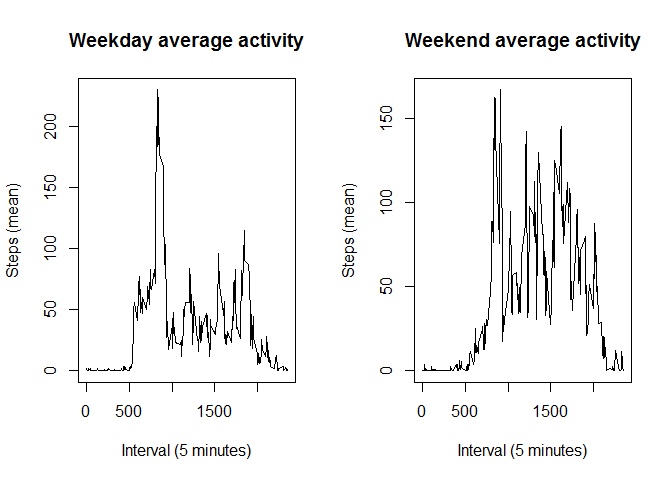 Weekday average activity
Steps (mean)
200
150
100
50
0
0 500 1500
Interval (5 minutes)
Weekend average activity
Steps (mean)
150
100
50
0
0 500 1500
Interval (5 minutes)